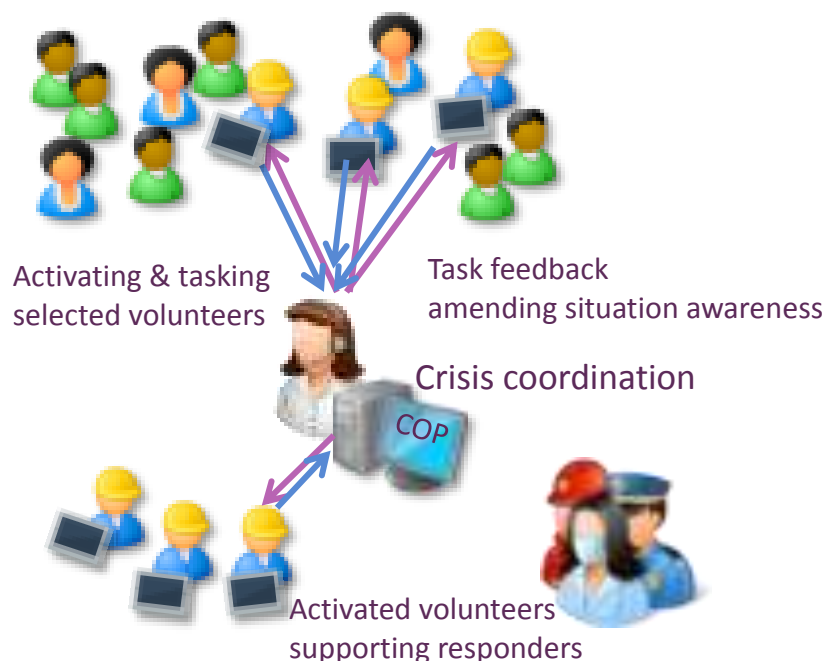 Activating & tasking
selected volunteers
Task feedback
amending situation awareness
Crisis coordination
COP
Activated volunteers
supporting responders